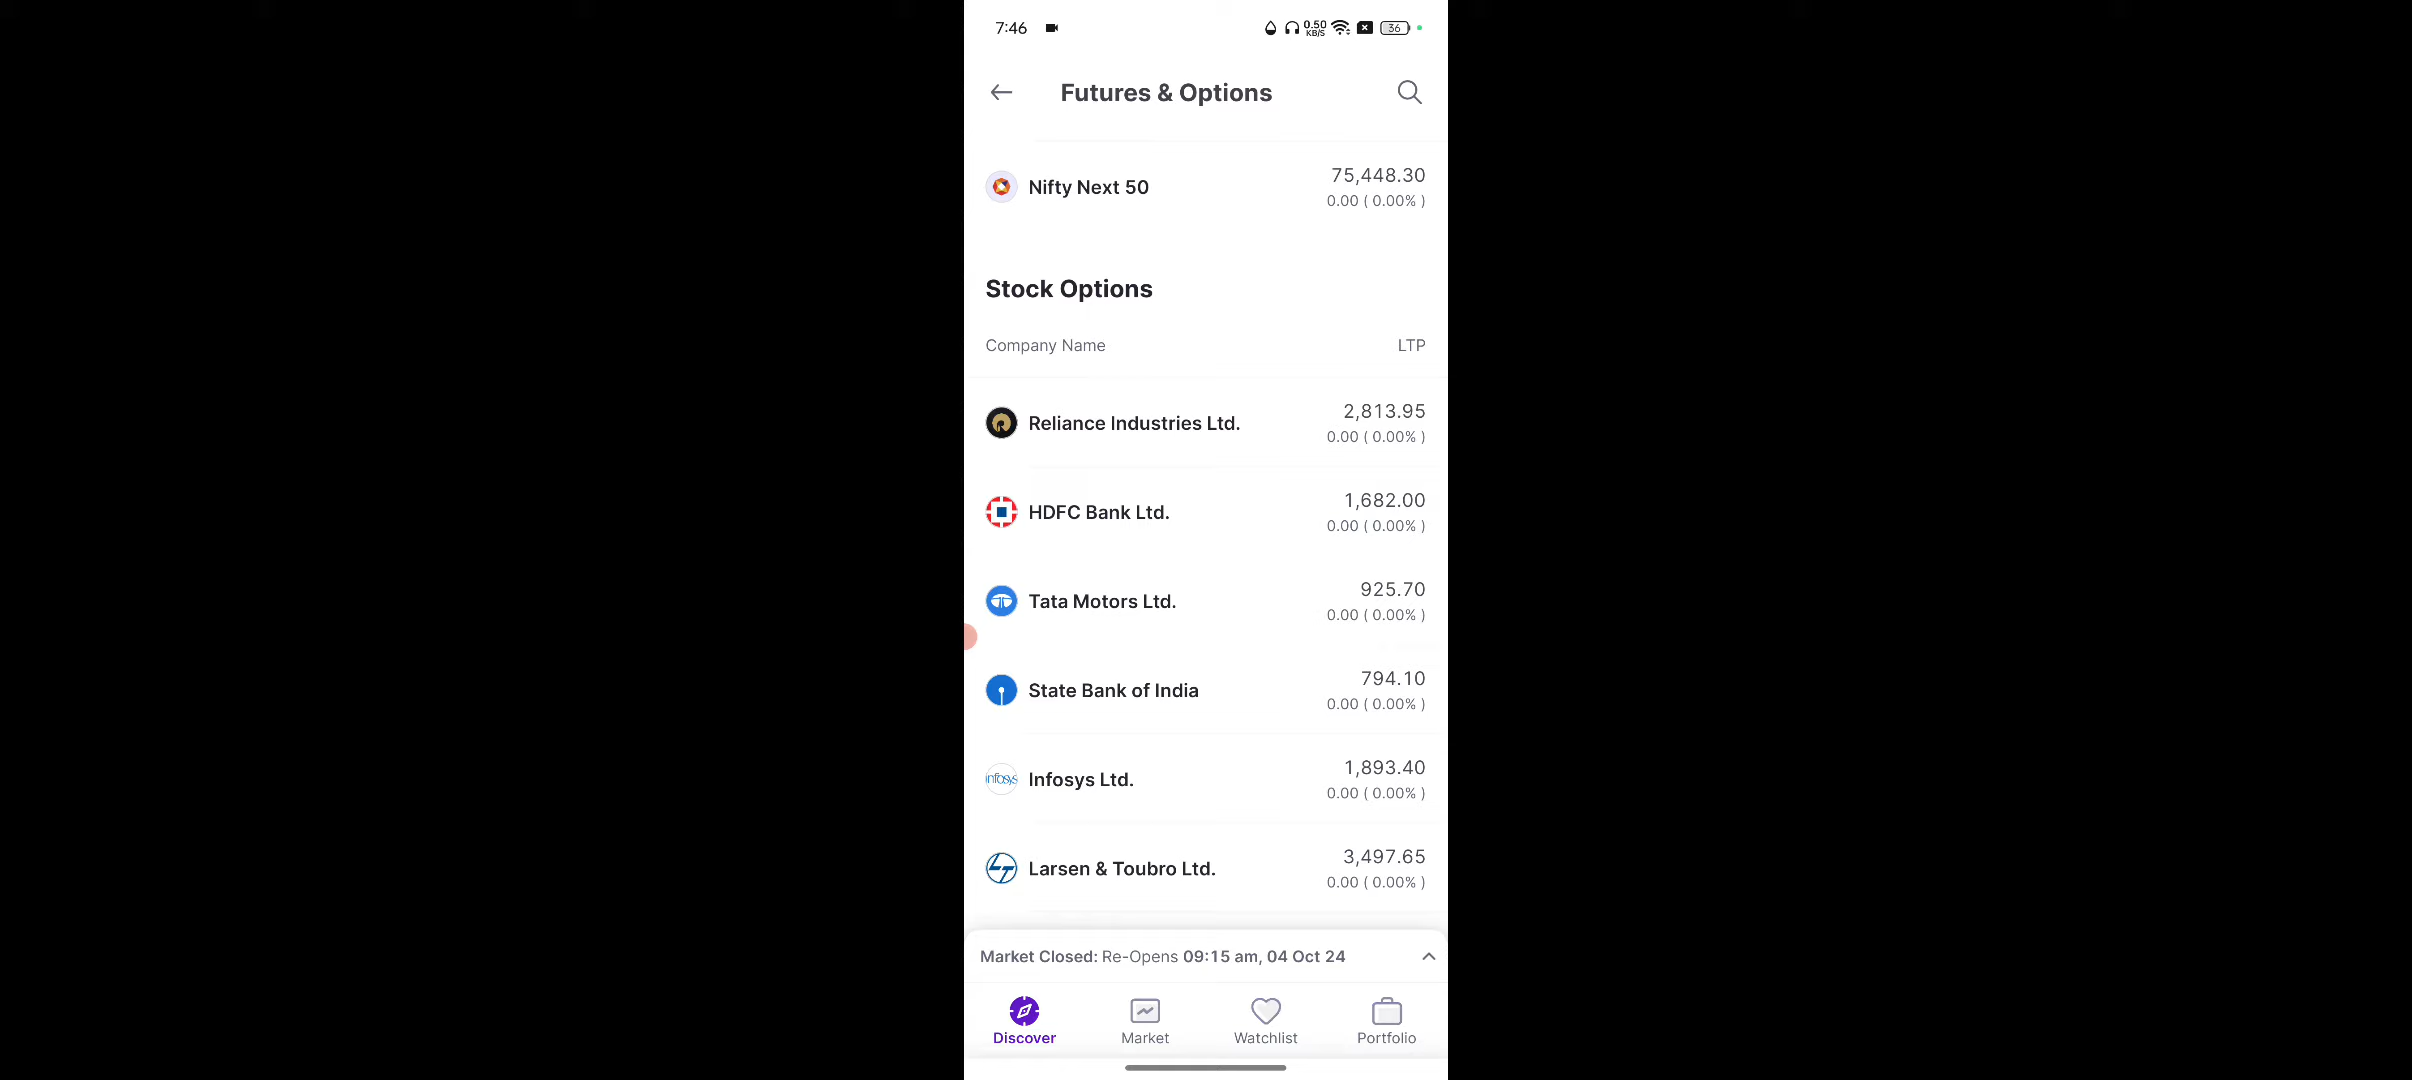 7:46
0.50
KB/S
36
Futures & Options
Nifty Next 50
75,448.30
0.00 ( 0.00% )
Stock Options
Company Name LTP
Reliance Industries Ltd.
2,813.95
0.00 ( 0.00% )
HDFC Bank Ltd.
1,682.00
0.00 ( 0.00% )
Tata Motors Ltd.
925.70
0.00 ( 0.00% )
State Bank of India
794.10
0.00 ( 0.00% )
Infosys
Infosys Ltd.
1,893.40
0.00 ( 0.00% )
Larsen & Toubro Ltd.
3,497.65
0.00 ( 0.00% )
Market Closed: Re-Opens 09:15 am, 04 Oct 24
Discover Market Watchlist Portfolio